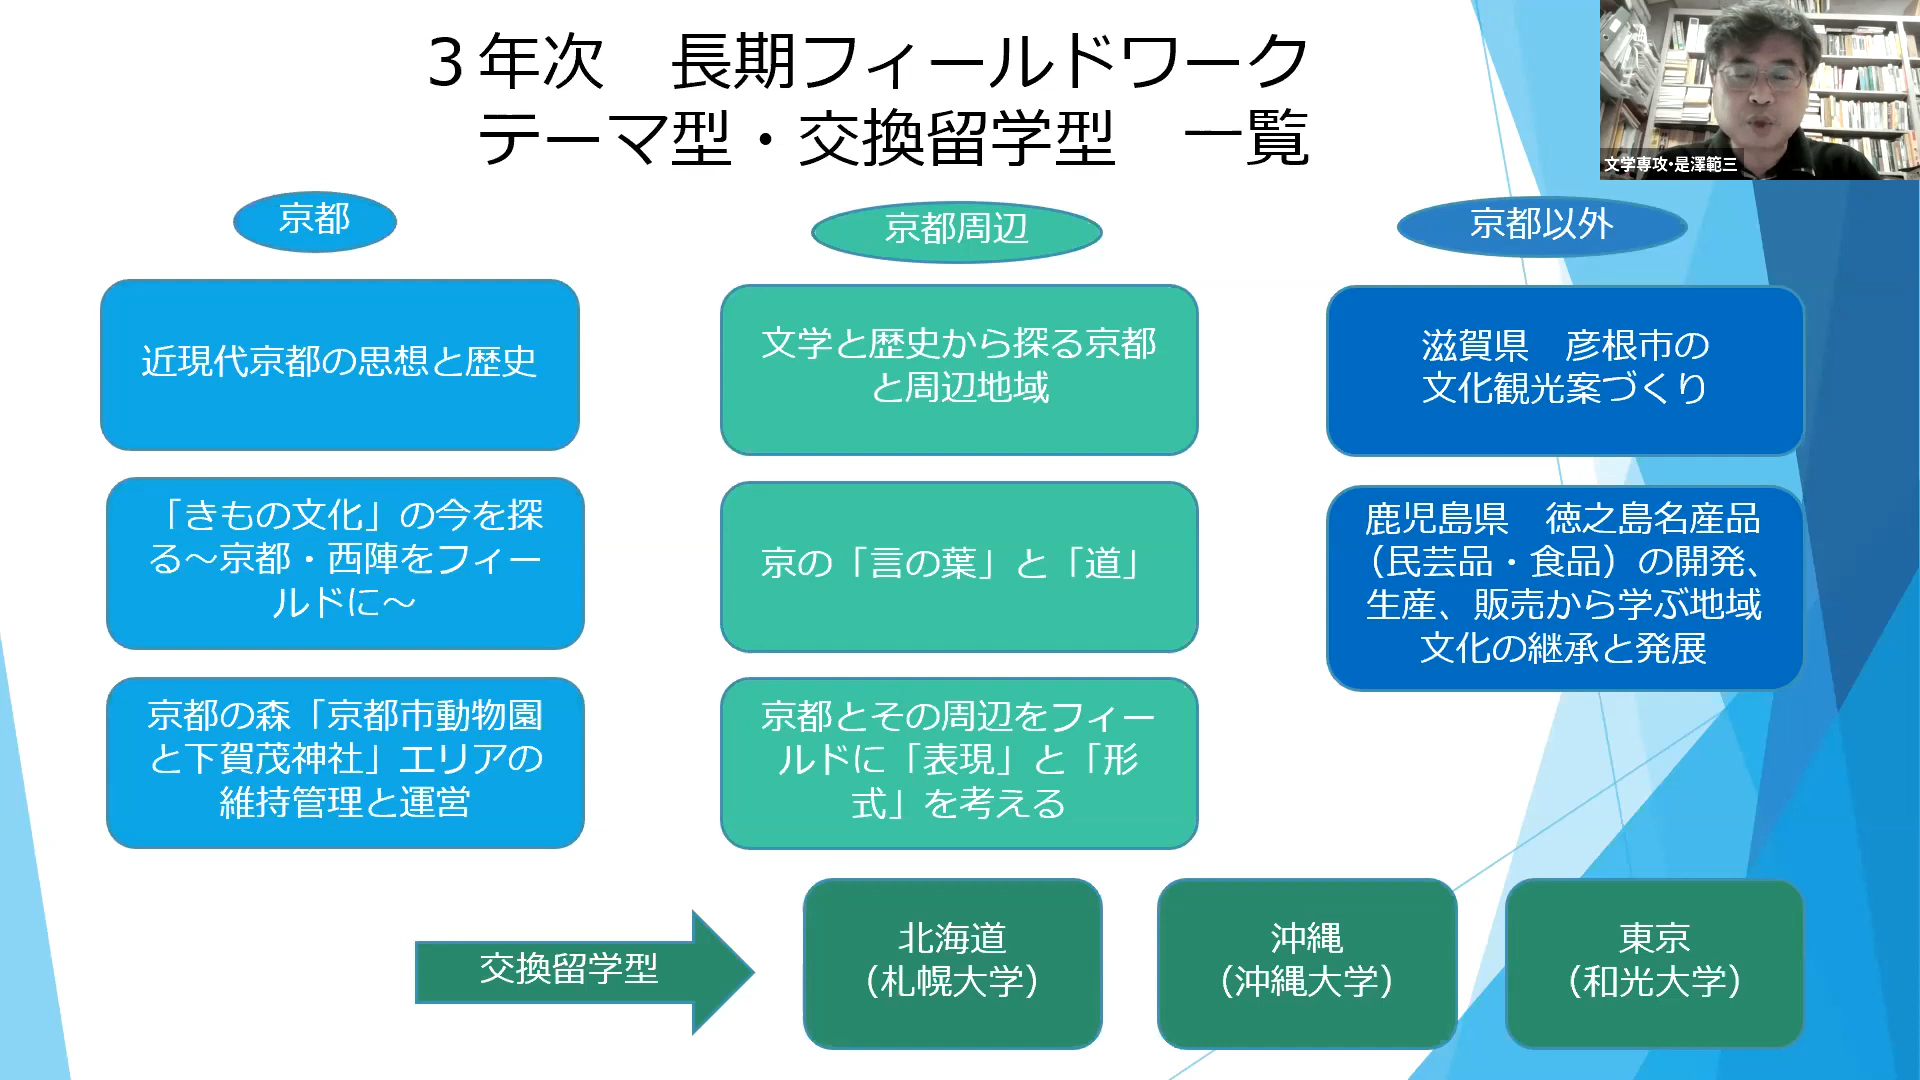 ３年次　長期フィールドワーク
テーマ型・交換留学型　一覧
文学専攻・是澤範三
京都
近現代京都の思想と歴史
「きもの文化」の今を探
る～京都・西陣をフィー
ルドに～
京都の森「京都市動物園
と下賀茂神社」エリアの
維持管理と運営
京都周辺
文学と歴史から探る京都
と周辺地域
京の「言の葉」と「道」
京都とその周辺をフィー
ルドに「表現」と「形
式」を考える
京都以外
滋賀県　彦根市の
文化観光案づくり
鹿児島県　徳之島名産品
（民芸品・食品）の開発、
生産、販売から学ぶ地域
文化の継承と発展
交換留学型
北海道
（札幌大学）
沖縄
（沖縄大学）
東京
（和光大学）